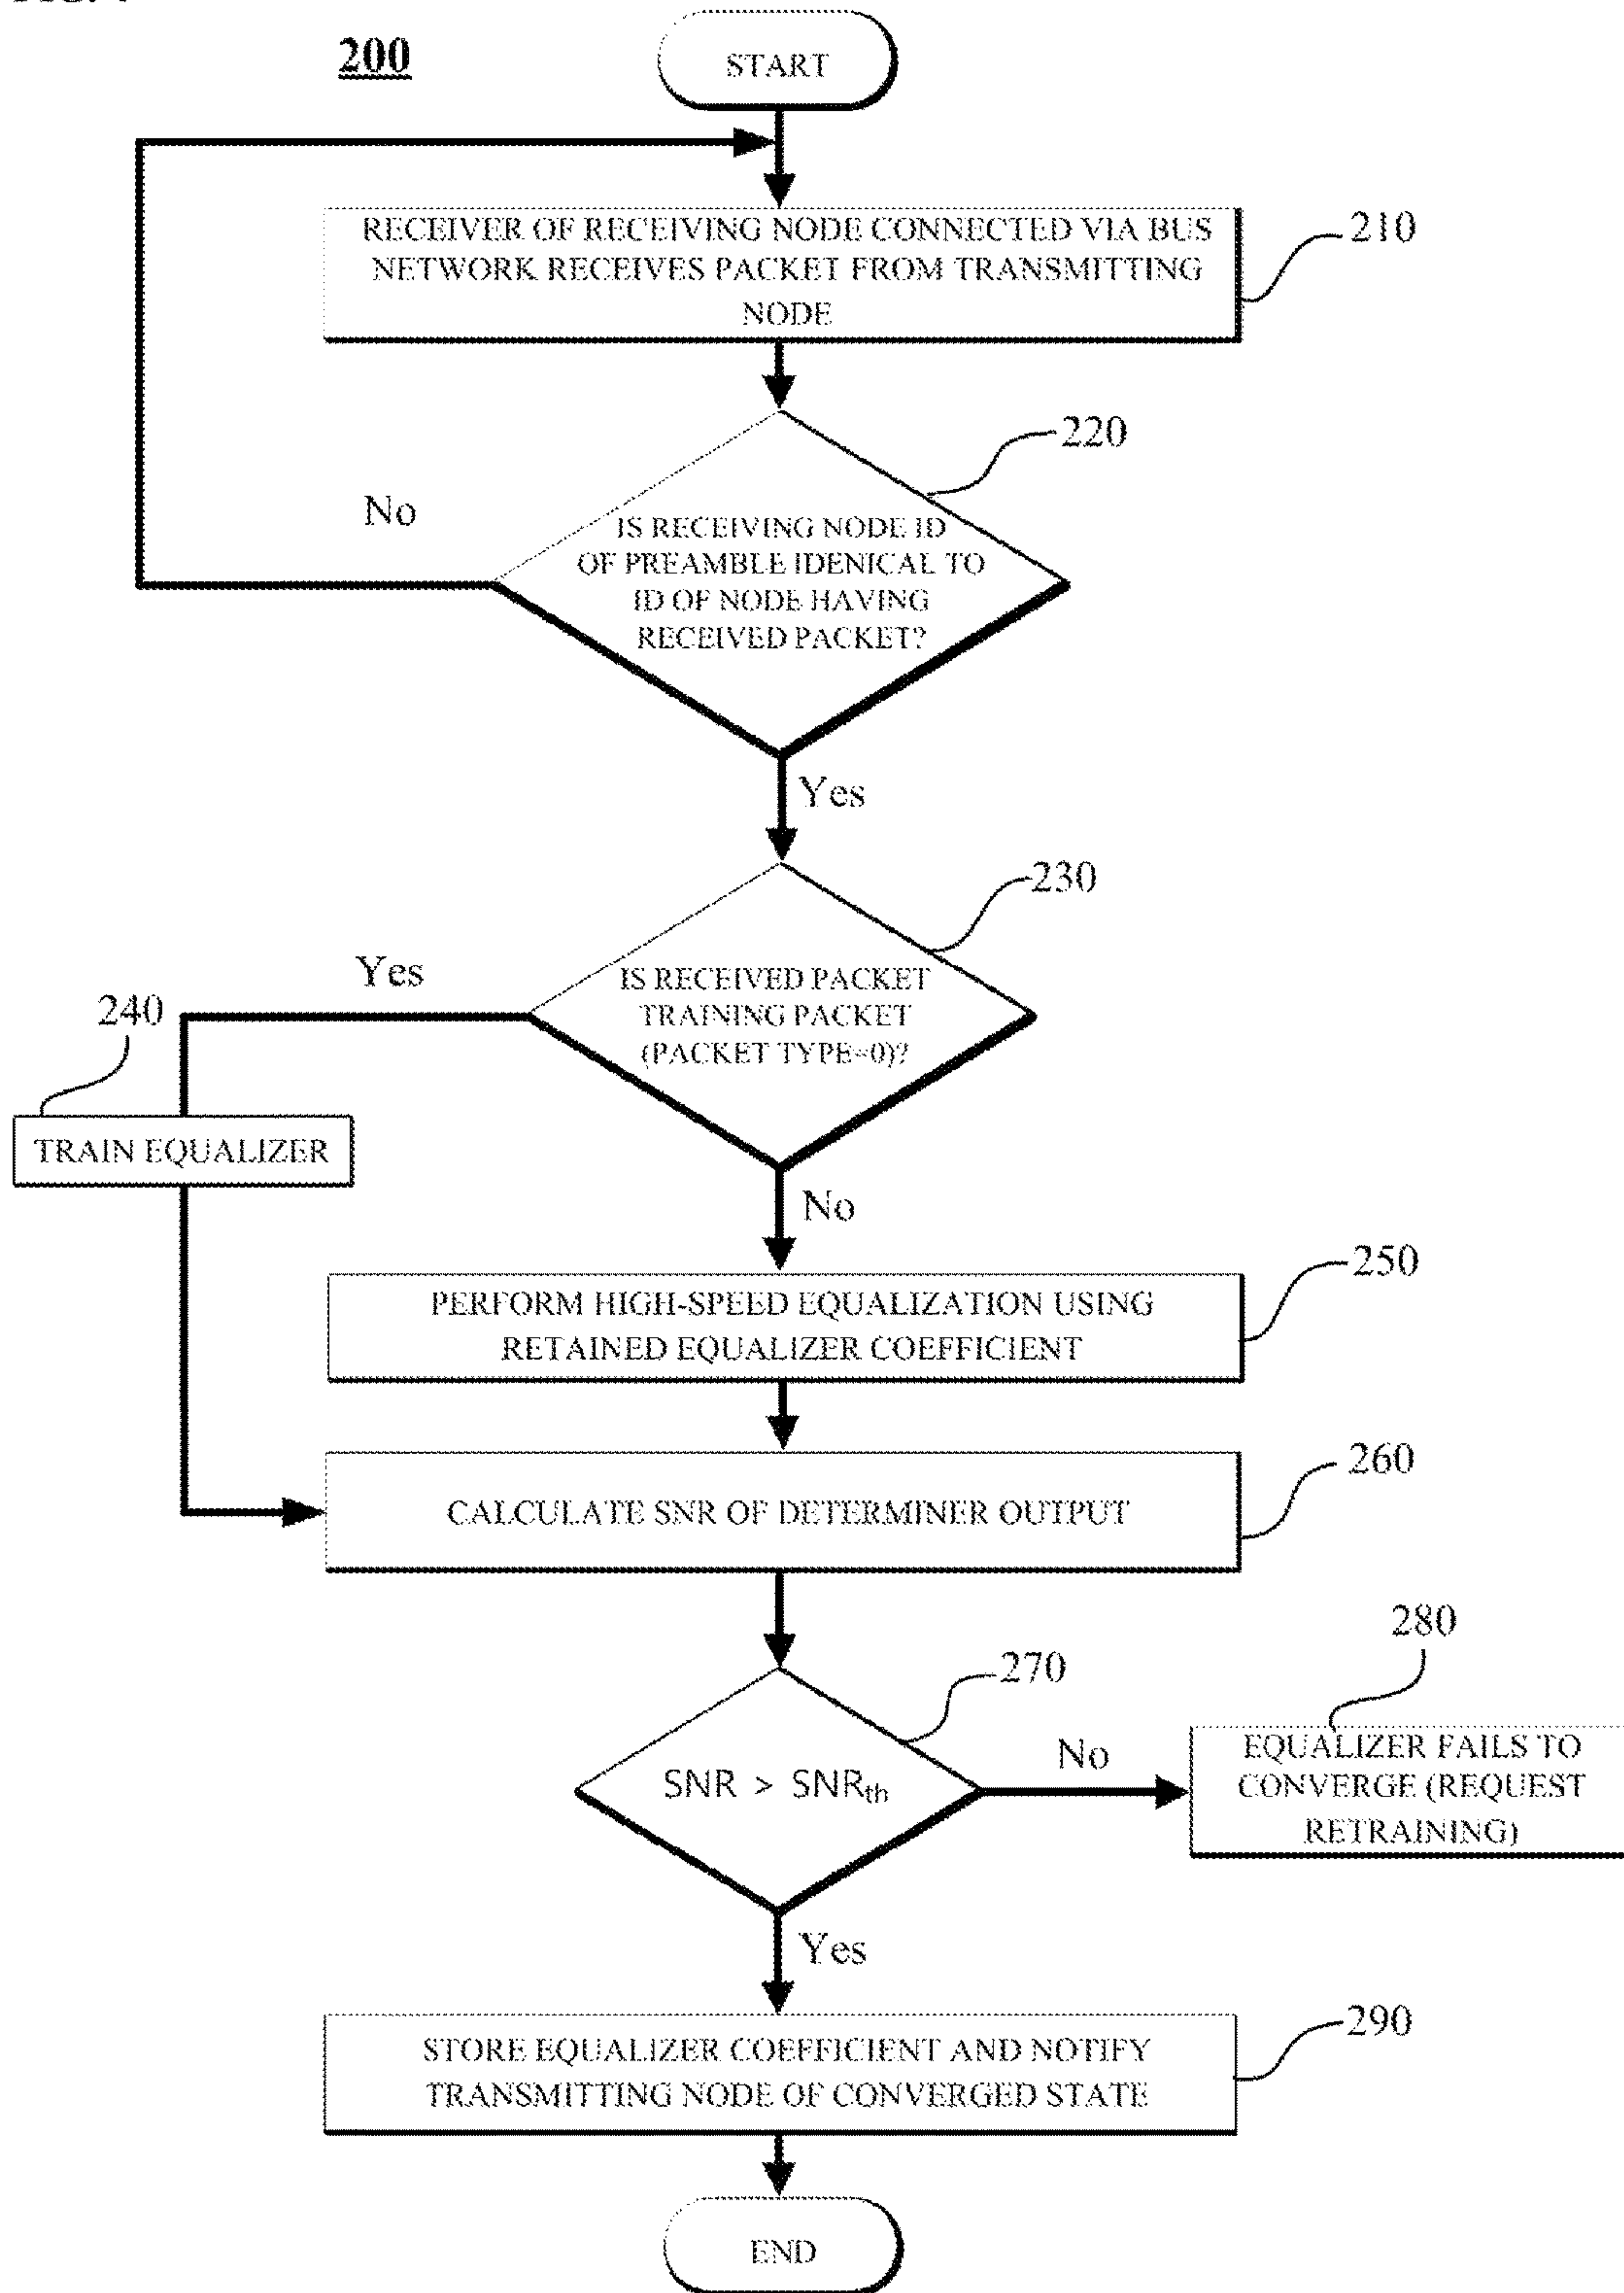 200
START
RECEIVER OF RECEIVING NODE CONNECTED VIA BUS
NETWORK RECEIVES PACKET FROM TRANSMITTING
NODE
210
220
No
IS RECEIVING NODE ID
OF PREAMBLE IDENICAL TO
ID OF NODE HAVING
RECEIVED PACKET?
Yes
230
Yes
IS RECEIVED PACKET
TRAINING PACKET
(PACKET TYPE=0)?
240
TRAIN EQUALIZER
No
250
PERFORM HIGH-SPEED EQUALIZATION USING
RETAINED EQUALIZER COEFFICIENT
260
CALCULATE SNR OF DETERMINER OUTPUT
270
SNR > SNRth
No
280
EQUALIZER FAILS TO
CONVERGE (REQUEST
RETRAINING)
Yes
290
STORE EQUALIZER COEFFICIENT AND NOTIFY
TRANSMITTING NODE OF CONVERGED STATE
END